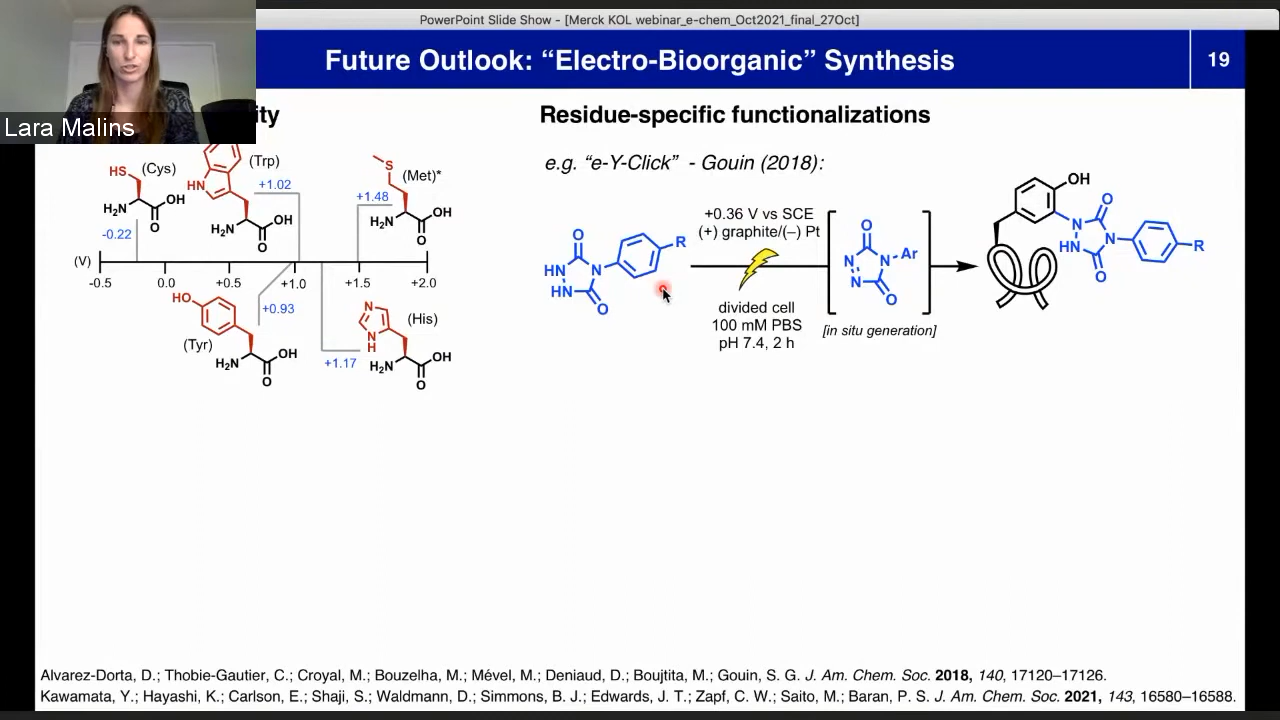 PowerPoint Slide Show - [Merck KOL webinar_e-chem_Oct2021_final_27Oct]
Future Outlook: “Electro-Bioorganic” Synthesis
19
Lara Malins
ity
Residue-specific functionalizations
e.g. “e-Y-Click” - Gouin (2018):
HS
(Cys)
H₂N
OH
O
-0.22
(Trp)
HN
+1.02
H₂N
OH
O
S
(Met)*
+1.48
H₂N
OH
O
(V)
-0.5
0.0
+0.5
+1.0
+1.5
+2.0
HO
(Tyr)
+0.93
H₂N
OH
O
N
N
H
(His)
+1.17
H₂N
OH
O
O
HN
HN
N
O
R
+0.36 V vs SCE
(+) graphite/(–) Pt
divided cell
100 mM PBS
pH 7.4, 2 h
O
N
N
N
Ar
O
[in situ generation]
OH
O
N
HN
N
O
R
Alvarez-Dorta, D.; Thobie-Gautier, C.; Croyal, M.; Bouzelha, M.; Mével, M.; Deniaud, D.; Boujtita, M.; Gouin, S. G. J. Am. Chem. Soc. 2018, 140, 17120–17126.
Kawamata, Y.; Hayashi, K.; Carlson, E.; Shaji, S.; Waldmann, D.; Simmons, B. J.; Edwards, J. T.; Zapf, C. W.; Saito, M.; Baran, P. S. J. Am. Chem. Soc. 2021, 143, 16580–16588.